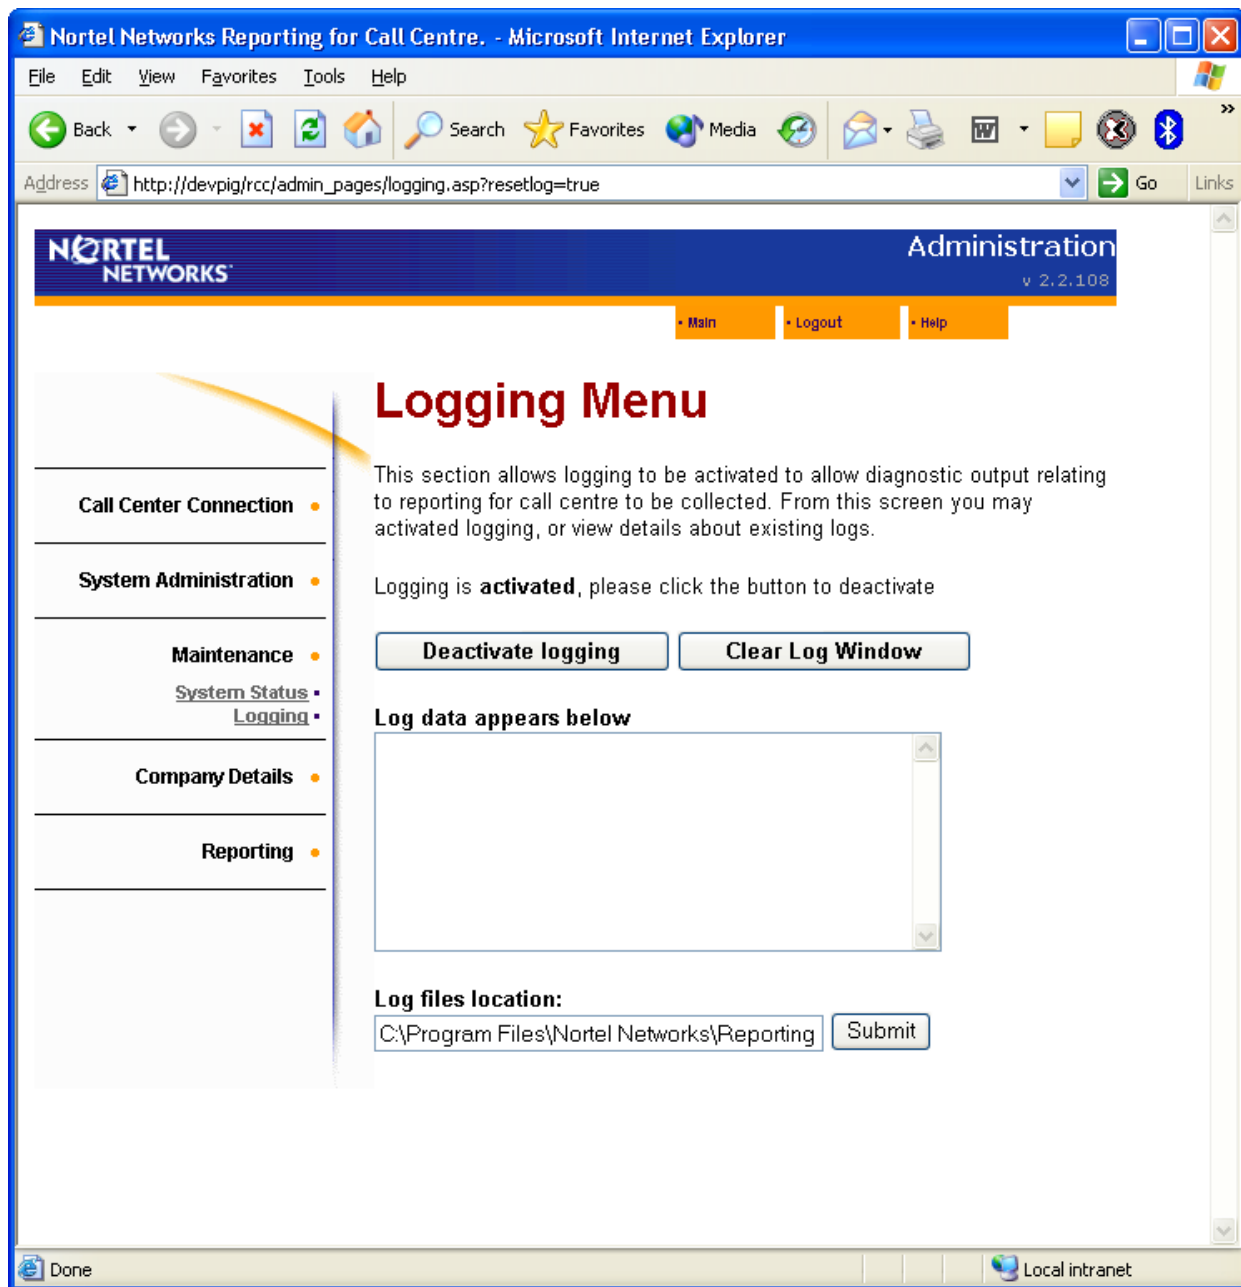 Nortel Networks Reporting for Call Centre. - Microsoft Internet Explorer
File Edit View Favorites Tools Help
Back Search Favorites Media
Address http://devpig/rcc/admin_pages/logging.asp?resetlog=true Go Links
NORTEL
NETWORKS
Administration
v 2.2.108
Main Logout Help
Logging Menu
This section allows logging to be activated to allow diagnostic output relating
to reporting for call centre to be collected. From this screen you may
activated logging, or view details about existing logs.
Logging is activated, please click the button to deactivate
Deactivate logging Clear Log Window
Log data appears below
Log files location:
C:\Program Files\Nortel Networks\Reporting Submit
Call Center Connection
System Administration
Maintenance
System Status
Logging
Company Details
Reporting
Done Local intranet